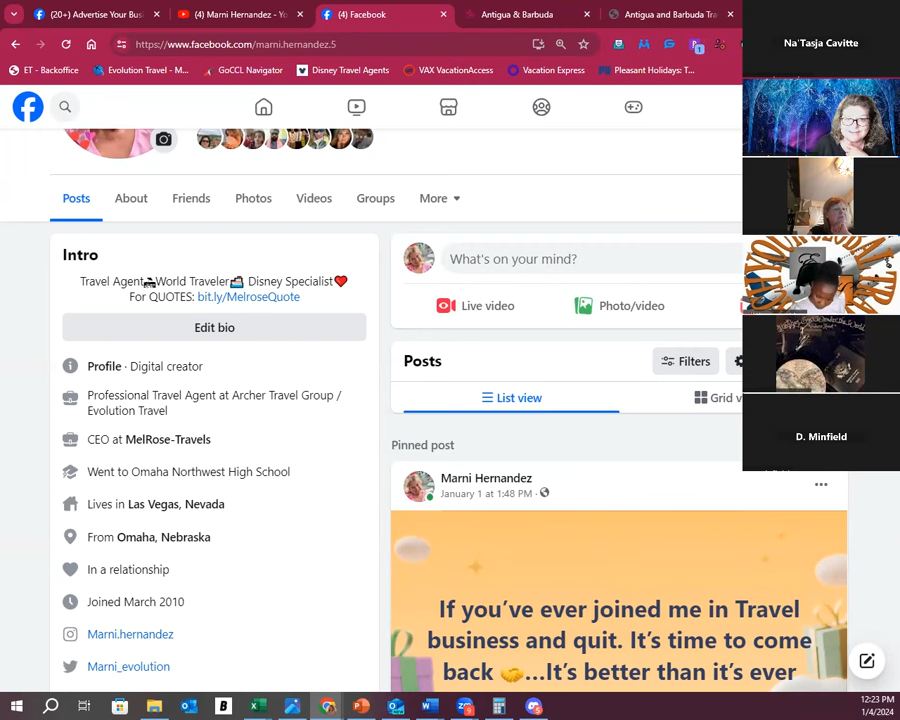 (20+) Advertise Your Busi
(4) Marni Hernandez - Yo
(4) Facebook
Antigua & Barbuda
Antigua and Barbuda Tra
https://www.facebook.com/marni.hernandez.5
ET - Backoffice
Evolution Travel - M...
GoCCL Navigator
Disney Travel Agents
VAX VacationAccess
Vacation Express
Pleasant Holidays: T...
Posts
About
Friends
Photos
Videos
Groups
More
Intro
Travel Agent World Traveler Disney Specialist
For QUOTES: bit.ly/MelroseQuote
Edit bio
Profile · Digital creator
Professional Travel Agent at Archer Travel Group /
Evolution Travel
CEO at MelRose-Travels
Went to Omaha Northwest High School
Lives in Las Vegas, Nevada
From Omaha, Nebraska
In a relationship
Joined March 2010
Marni.hernandez
Marni_evolution
What's on your mind?
Live video
Photo/video
Posts
Filters
List view
Grid v
Pinned post
Marni Hernandez
January 1 at 1:48 PM ·
If you've ever joined me in Travel
business and quit. It's time to come
back 🤝...It's better than it's ever
Na'Tasja Cavitte
D. Minfield
12:23 PM
1/4/2024